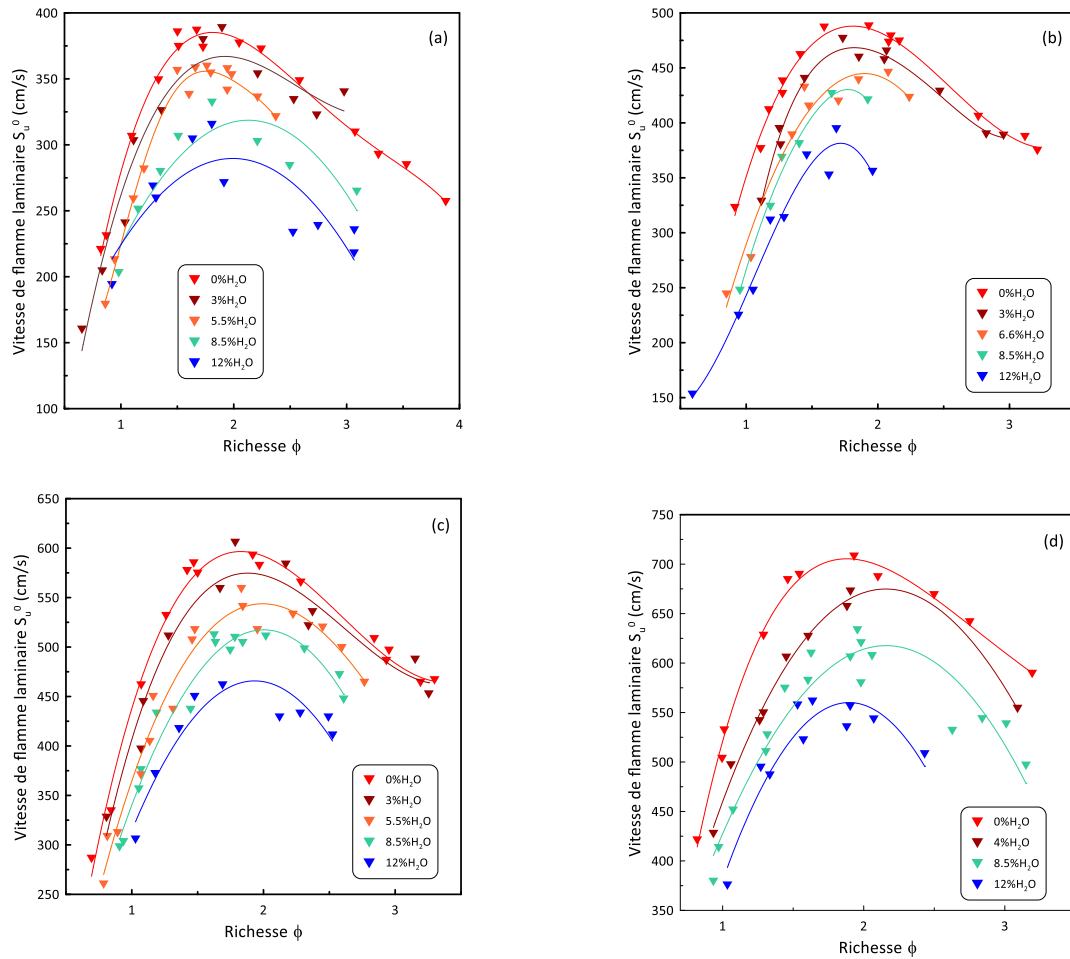 (a)
Vitesse de flamme laminaire Su0 (cm/s)
400
350
300
250
200
150
100
0%H2O
3%H2O
5.5%H2O
8.5%H2O
12%H2O
1 2 3 4
Richesse ϕ
(b)
Vitesse de flamme laminaire Su0 (cm/s)
500
450
400
350
300
250
200
150
0%H2O
3%H2O
6.6%H2O
8.5%H2O
12%H2O
1 2 3
Richesse ϕ
(c)
Vitesse de flamme laminaire Su0 (cm/s)
650
600
550
500
450
400
350
300
250
0%H2O
3%H2O
5.5%H2O
8.5%H2O
12%H2O
1 2 3
Richesse ϕ
(d)
Vitesse de flamme laminaire Su0 (cm/s)
750
700
650
600
550
500
450
400
350
0%H2O
4%H2O
8.5%H2O
12%H2O
1 2 3
Richesse ϕ